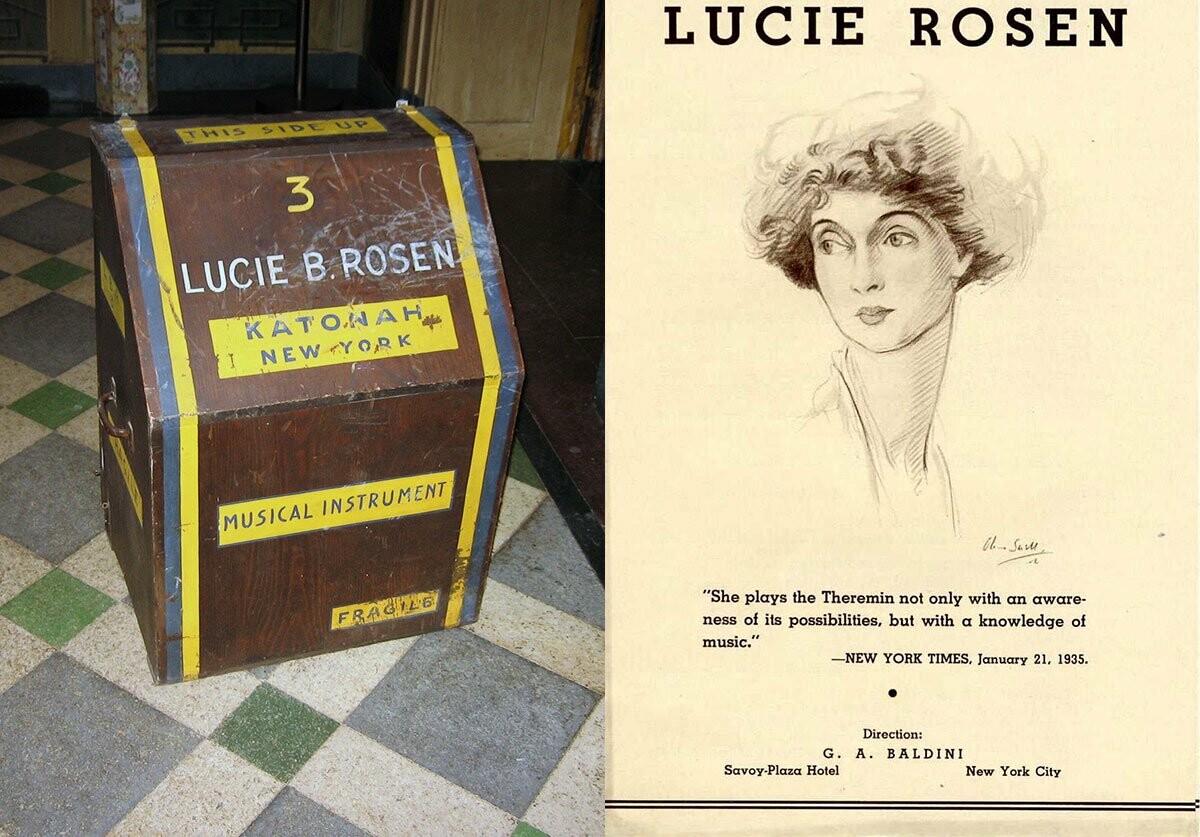 THIS SIDE UP
3
LUCIE B. ROSEN
KATONAH
NEW YORK
MUSICAL INSTRUMENT
FRAGILE
LUCIE ROSEN
"She plays the Theremin not only with an aware-
ness of its possibilities, but with a knowledge of
music."
—NEW YORK TIMES, January 21, 1935.
Direction:
G. A. BALDINI
Savoy-Plaza Hotel New York City